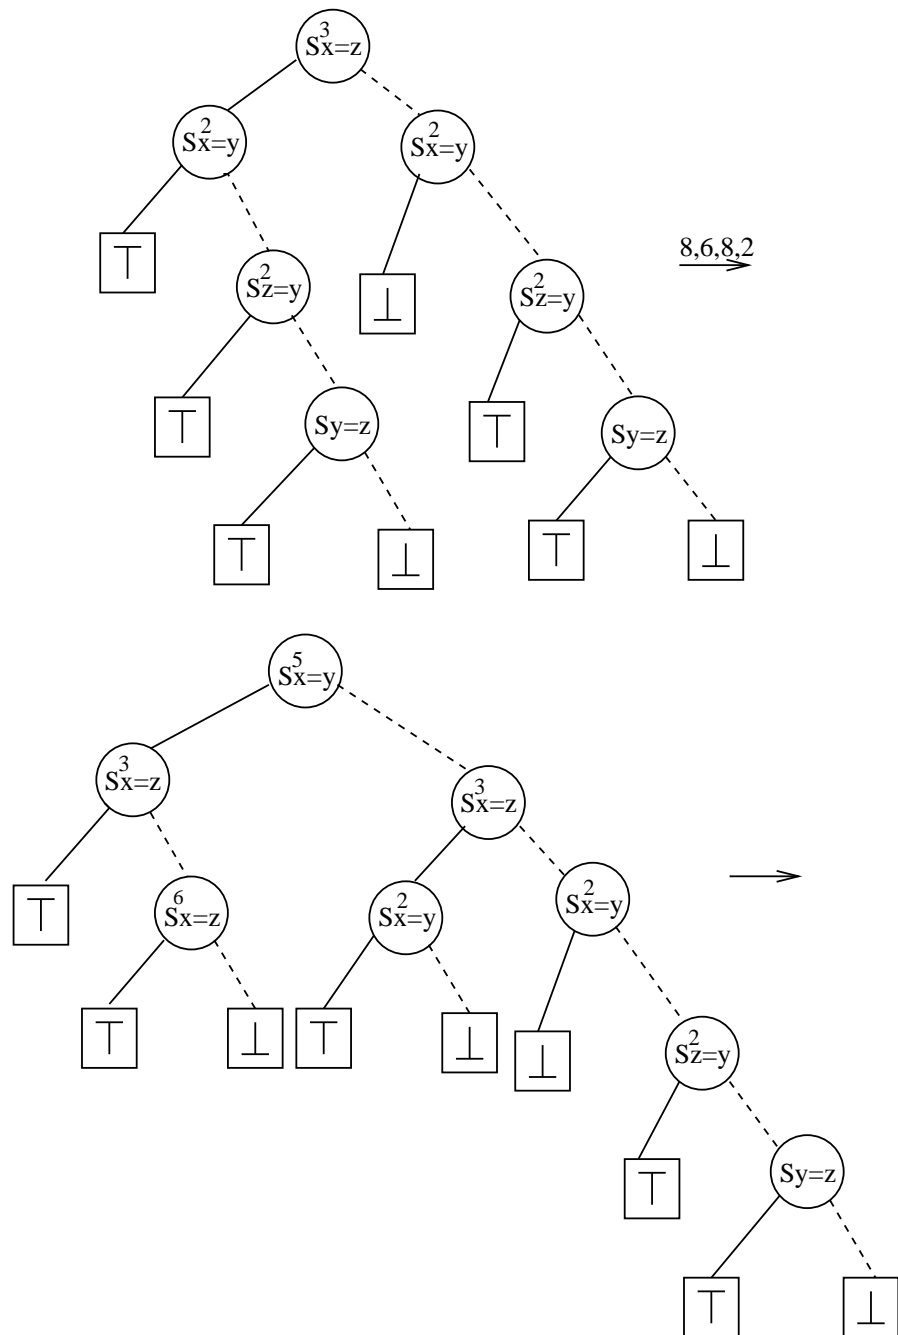 S³x=z
S²x=y
S²x=y
⊤
S²z=y
⊥
S²z=y
8,6,8,2
⊤
Sy=z
⊤
Sy=z
⊤
⊥
⊤
⊥
S⁵x=y
S³x=z
S³x=z
⊤
S⁶x=z
S²x=y
S²x=y
⊤
⊥
⊤
⊥
⊥
S²z=y
⊤
Sy=z
⊤
⊥